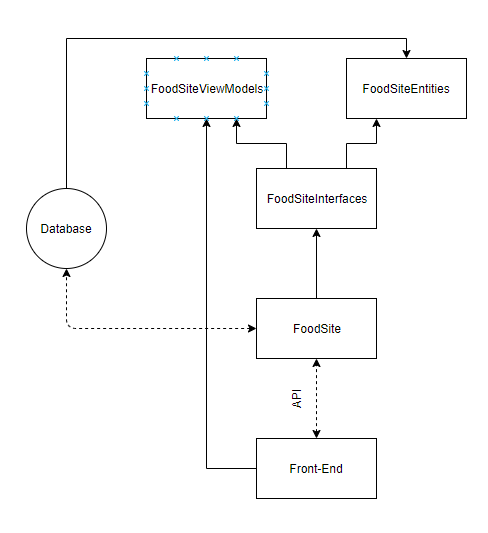 FoodSiteViewModels
FoodSiteEntities
FoodSiteInterfaces
Database
FoodSite
API
Front-End